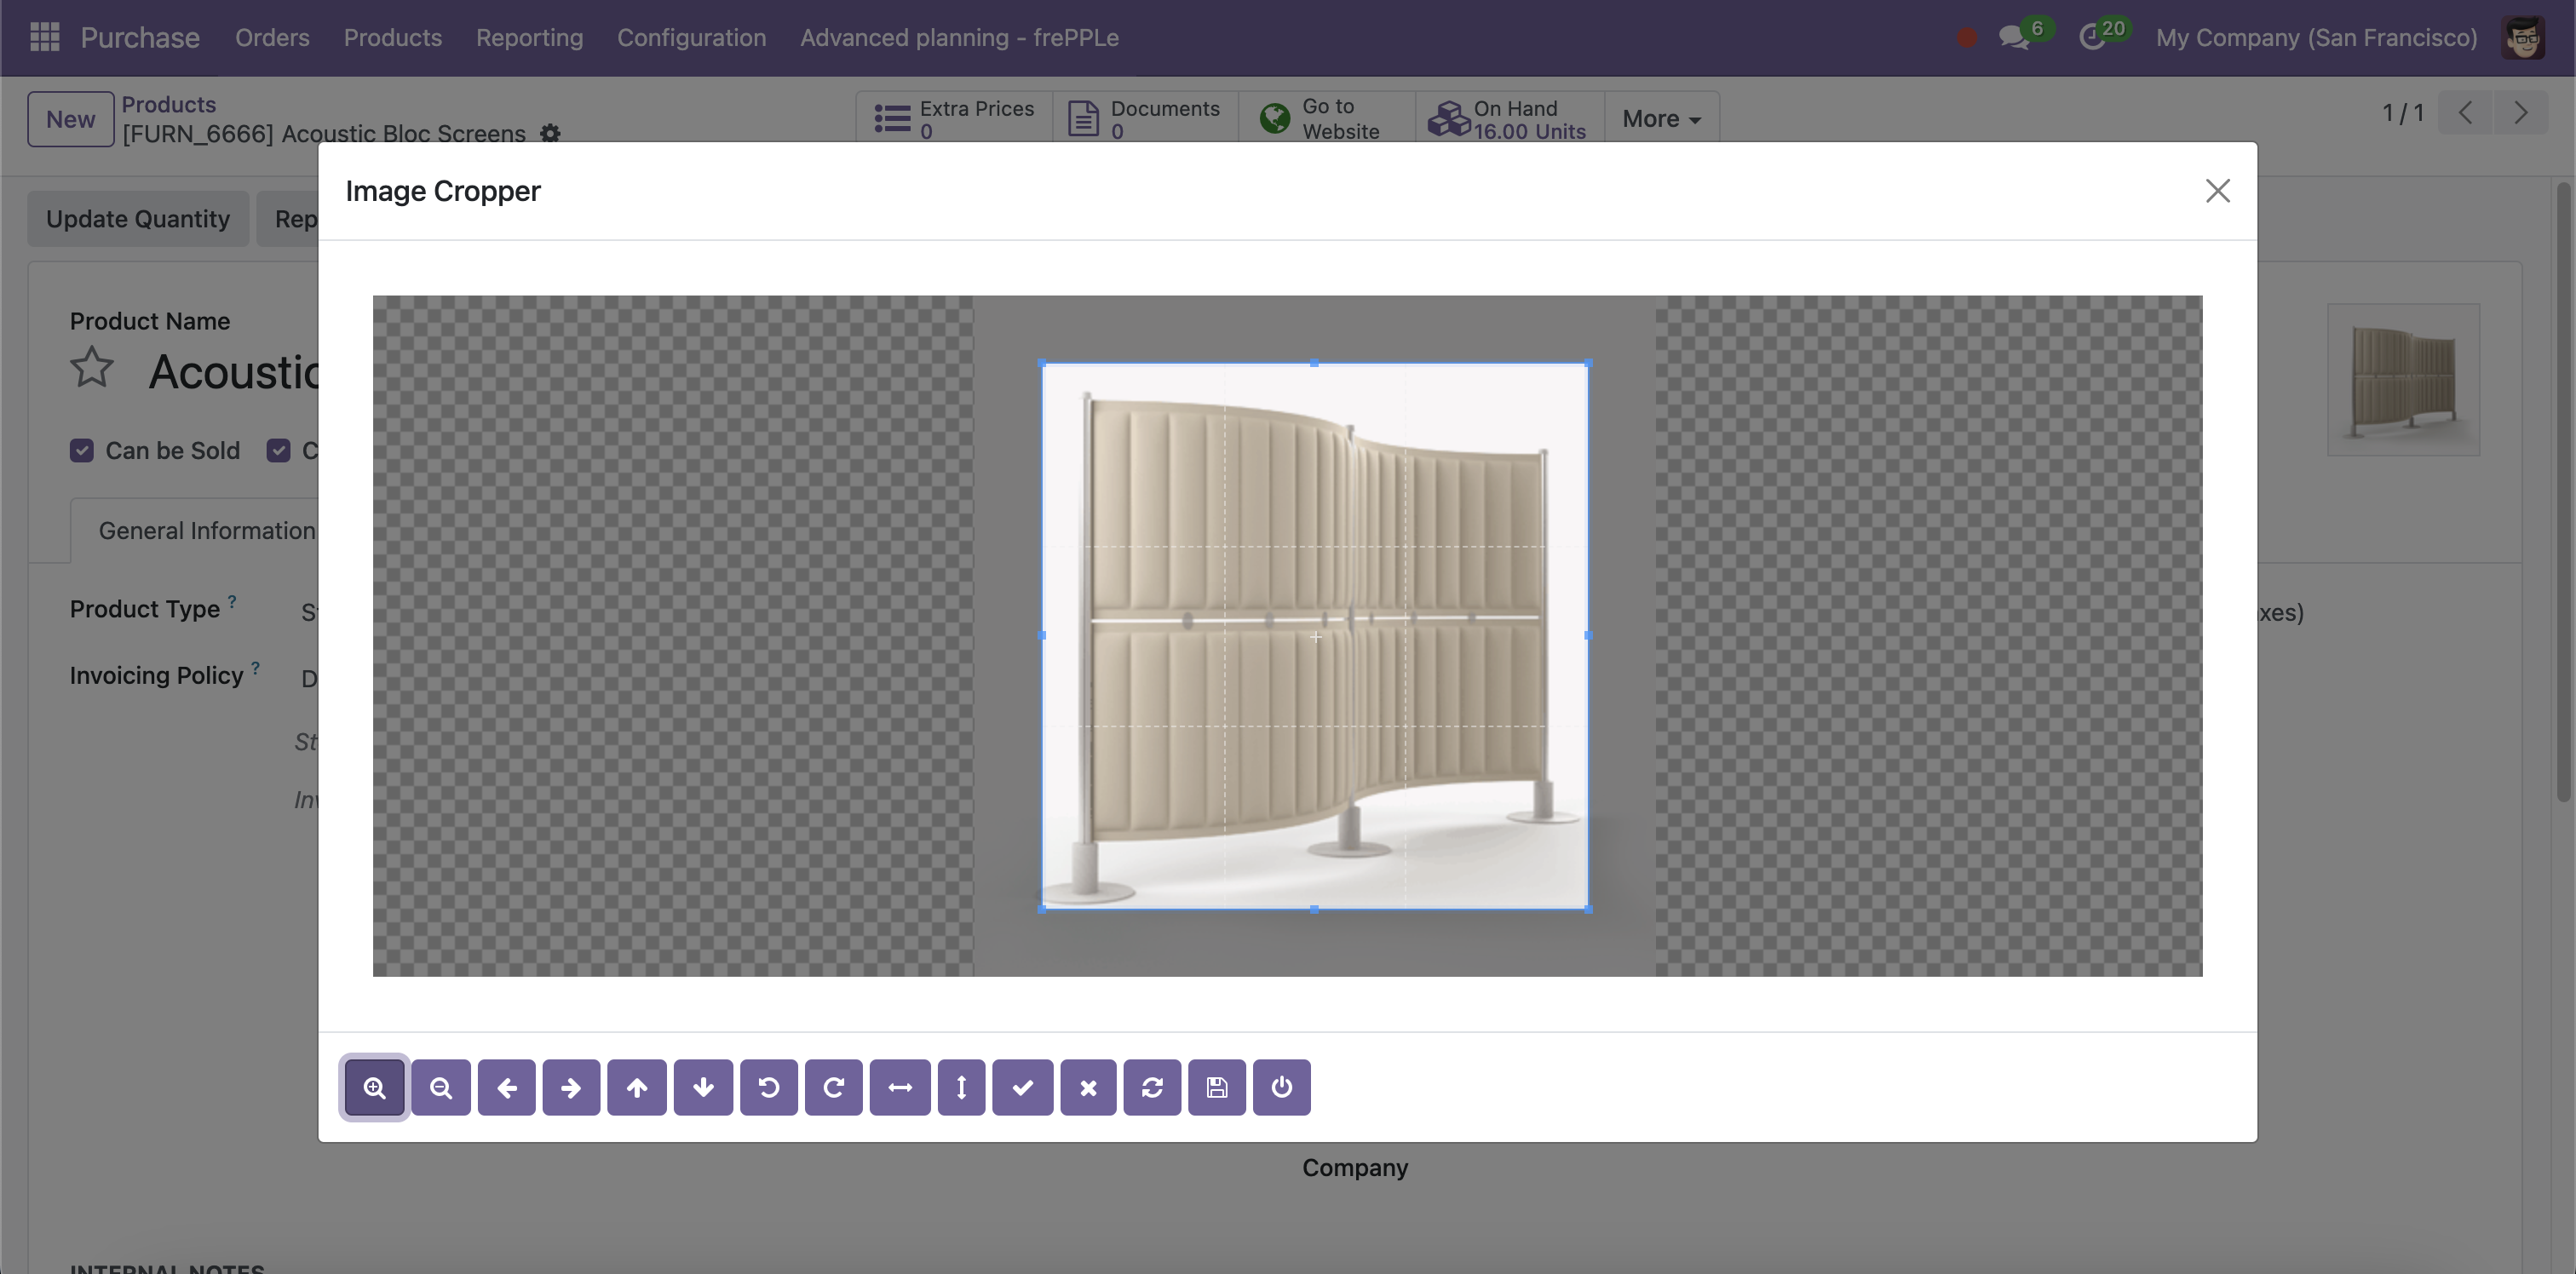 Purchase Orders Products Reporting Configuration Advanced planning - frePPLe 6 20 My Company (San Francisco)
New Products Extra Prices 0 Documents 0 Go to Website On Hand 16.00 Units More 1 / 1
[FURN_6666] Acoustic Bloc Screens
Image Cropper
Update Quantity Rep
Product Name
Acoustic
Can be Sold C
General Information
Product Type ? S xes)
Invoicing Policy ? D
St
Inv
Company
INTERNAL NOTES